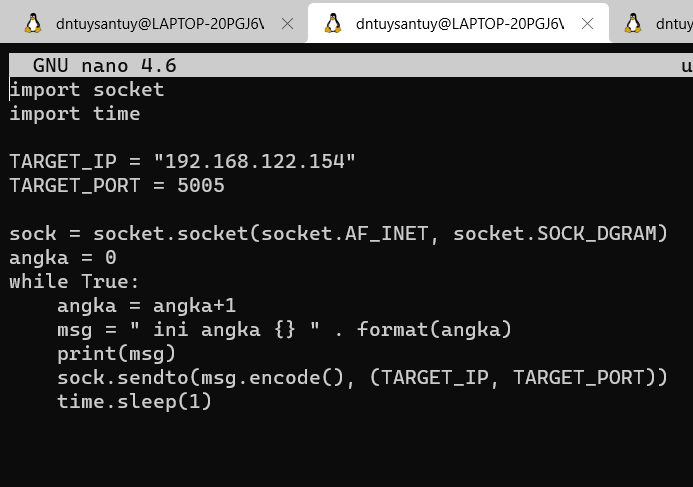 dntuysantuy@LAPTOP-20PGJ6V dntuysantuy@LAPTOP-20PGJ6V dntuy
GNU nano 4.6 u
import socket
import time
TARGET_IP = "192.168.122.154"
TARGET_PORT = 5005
sock = socket.socket(socket.AF_INET, socket.SOCK_DGRAM)
angka = 0
while True:
    angka = angka+1
    msg = " ini angka {} " . format(angka)
    print(msg)
    sock.sendto(msg.encode(), (TARGET_IP, TARGET_PORT))
    time.sleep(1)